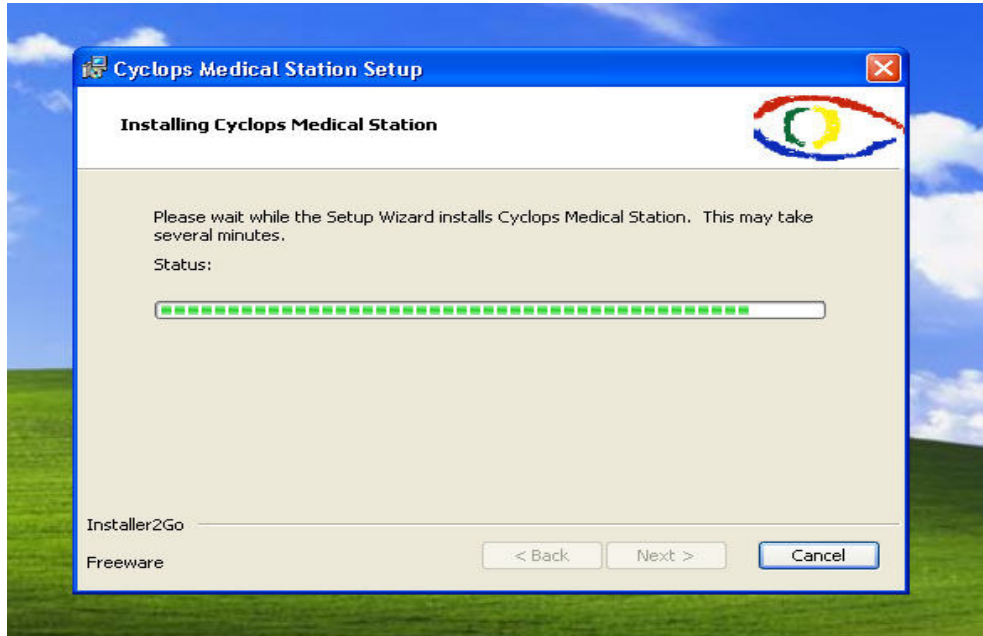 Cyclops Medical Station Setup
Installing Cyclops Medical Station
Please wait while the Setup Wizard installs Cyclops Medical Station.  This may take
several minutes.
Status:
Installer2Go
Freeware
< Back
Next >
Cancel